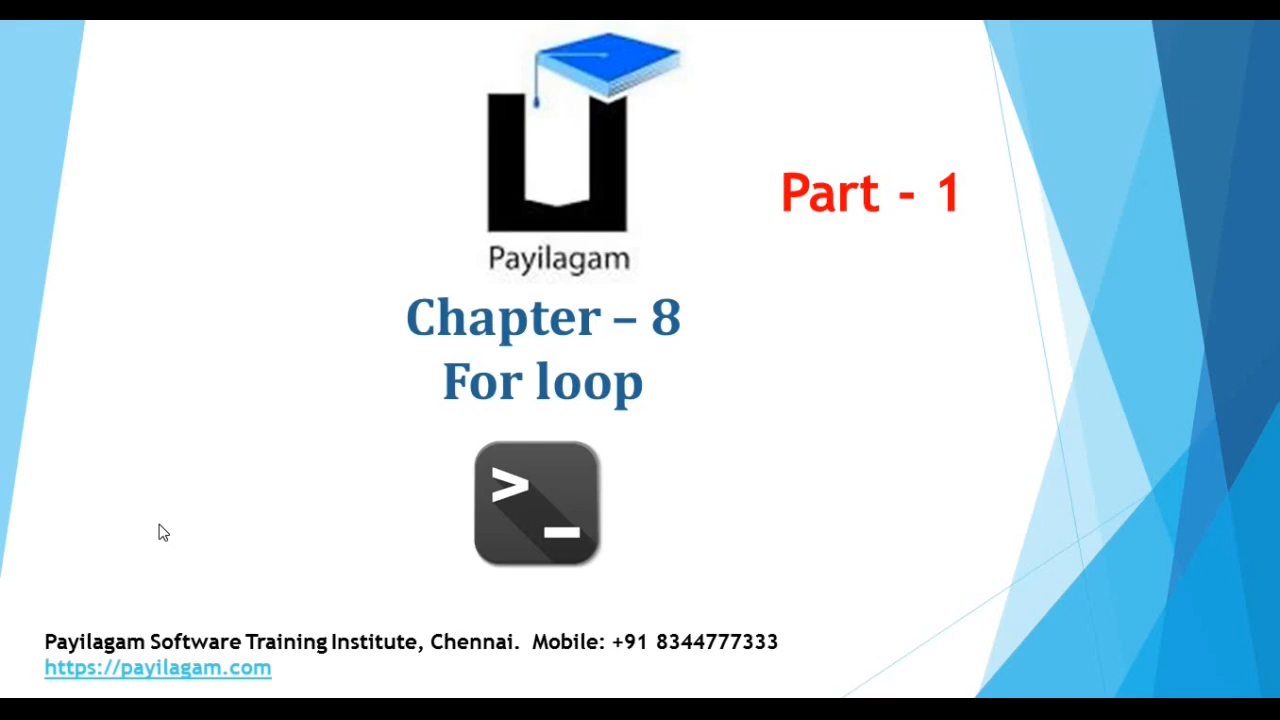 Part - 1
Payilagam
Chapter – 8
For loop
>_
Payilagam Software Training Institute, Chennai. Mobile: +91 8344777333
https://payilagam.com